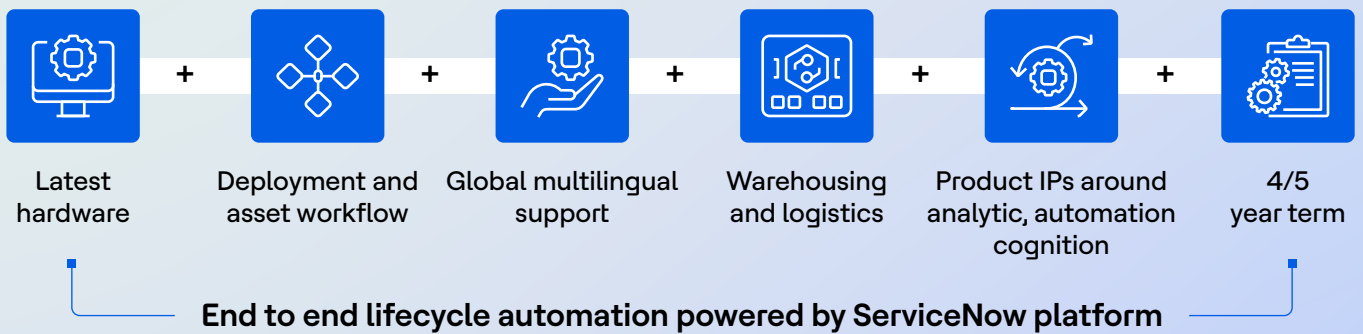 + + + + +
Latest
hardware
Deployment and
asset workflow
Global multilingual
support
Warehousing
and logistics
Product IPs around
analytic, automation
cognition
4/5
year term
End to end lifecycle automation powered by ServiceNow platform